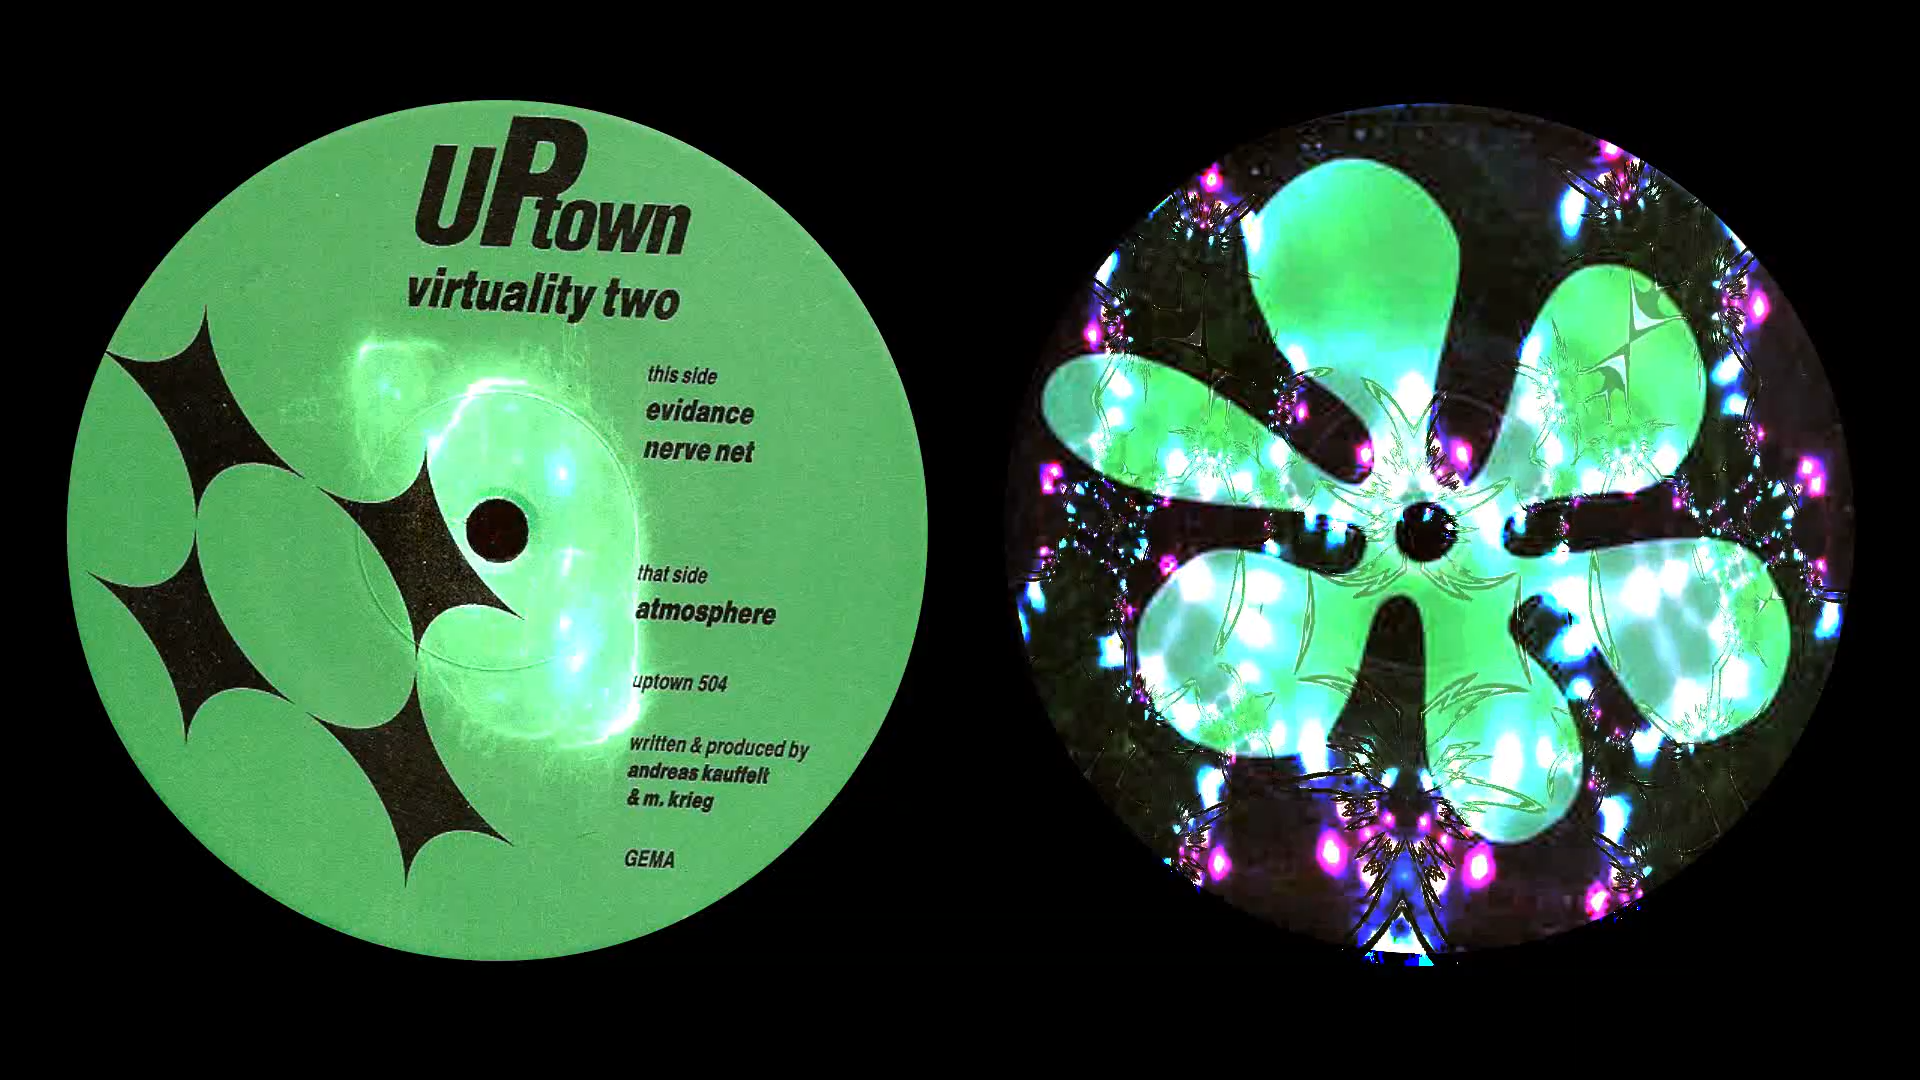 uPtown
virtuality two
this side
evidance
nerve net
that side
atmosphere
uptown 504
written & produced by
andreas kauffelt
& m. krieg
GEMA